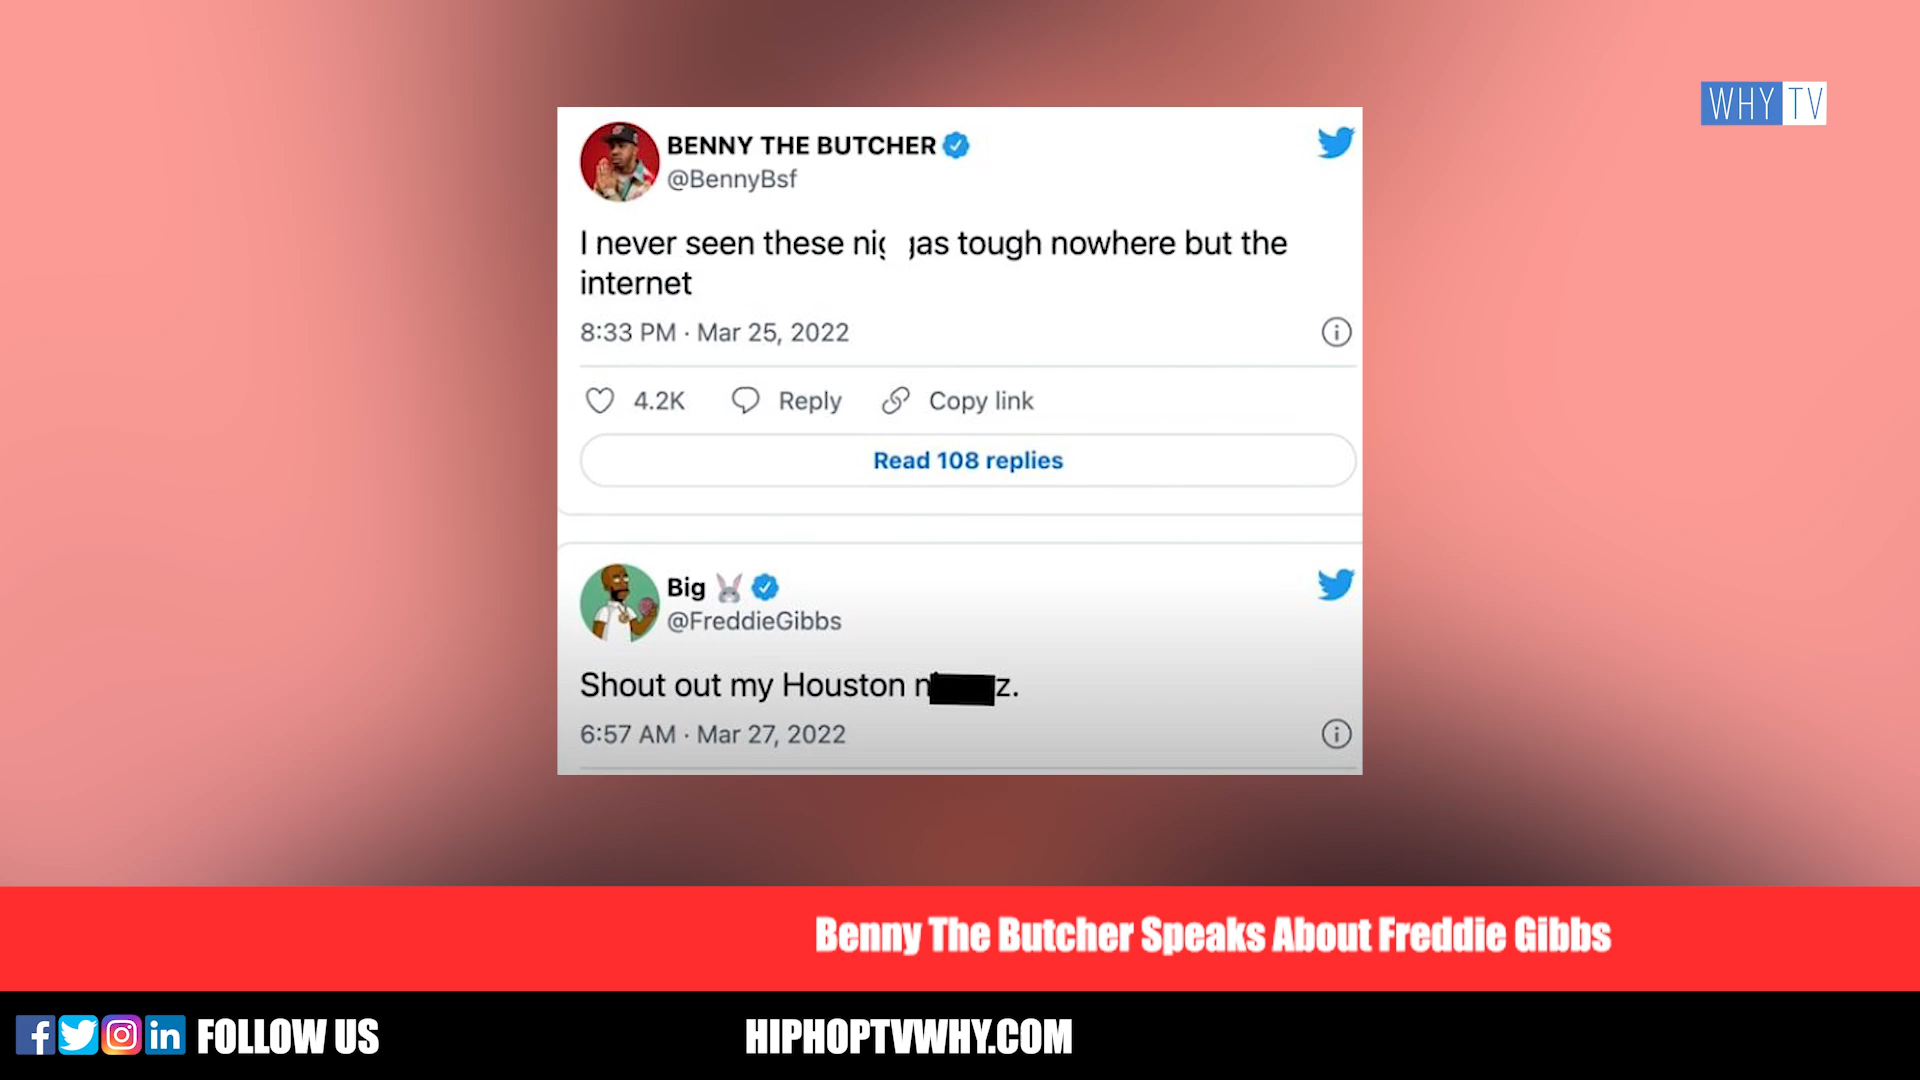 WHY TV
BENNY THE BUTCHER
@BennyBsf
I never seen these nig gas tough nowhere but the
internet
8:33 PM · Mar 25, 2022
4.2K Reply Copy link
Read 108 replies
Big
@FreddieGibbs
Shout out my Houston n z.
6:57 AM · Mar 27, 2022
Benny The Butcher Speaks About Freddie Gibbs
FOLLOW US
HIPHOPTVWHY.COM